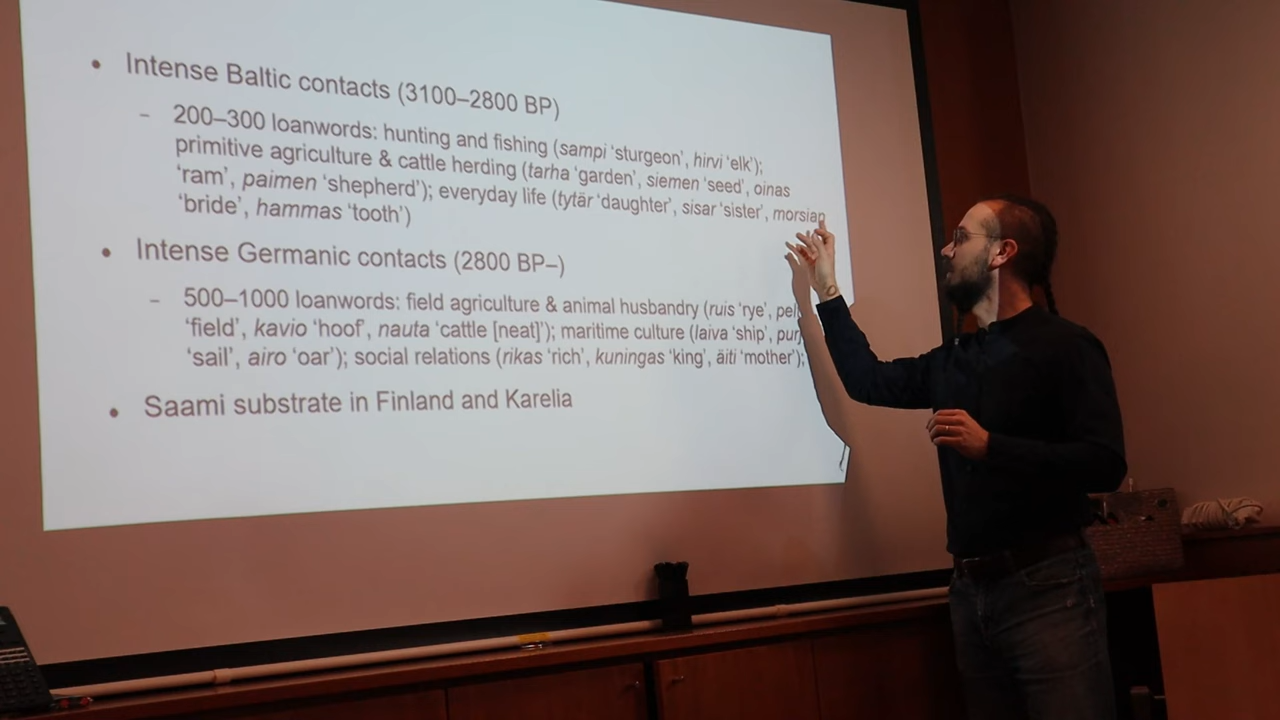 • Intense Baltic contacts (3100–2800 BP)
– 200–300 loanwords: hunting and fishing (sampi ‘sturgeon’, hirvi ‘elk’);
primitive agriculture & cattle herding (tarha ‘garden’, siemen ‘seed’, oinas
‘ram’, paimen ‘shepherd’); everyday life (tytär ‘daughter’, sisar ‘sister’, morsian
‘bride’, hammas ‘tooth’)
• Intense Germanic contacts (2800 BP–)
– 500–1000 loanwords: field agriculture & animal husbandry (ruis ‘rye’,
‘field’, kavio ‘hoof’, nauta ‘cattle [neat]’); maritime culture (laiva ‘ship’,
‘sail’, airo ‘oar’); social relations (rikas ‘rich’, kuningas ‘king’, äiti ‘mother’);
• Saami substrate in Finland and Karelia